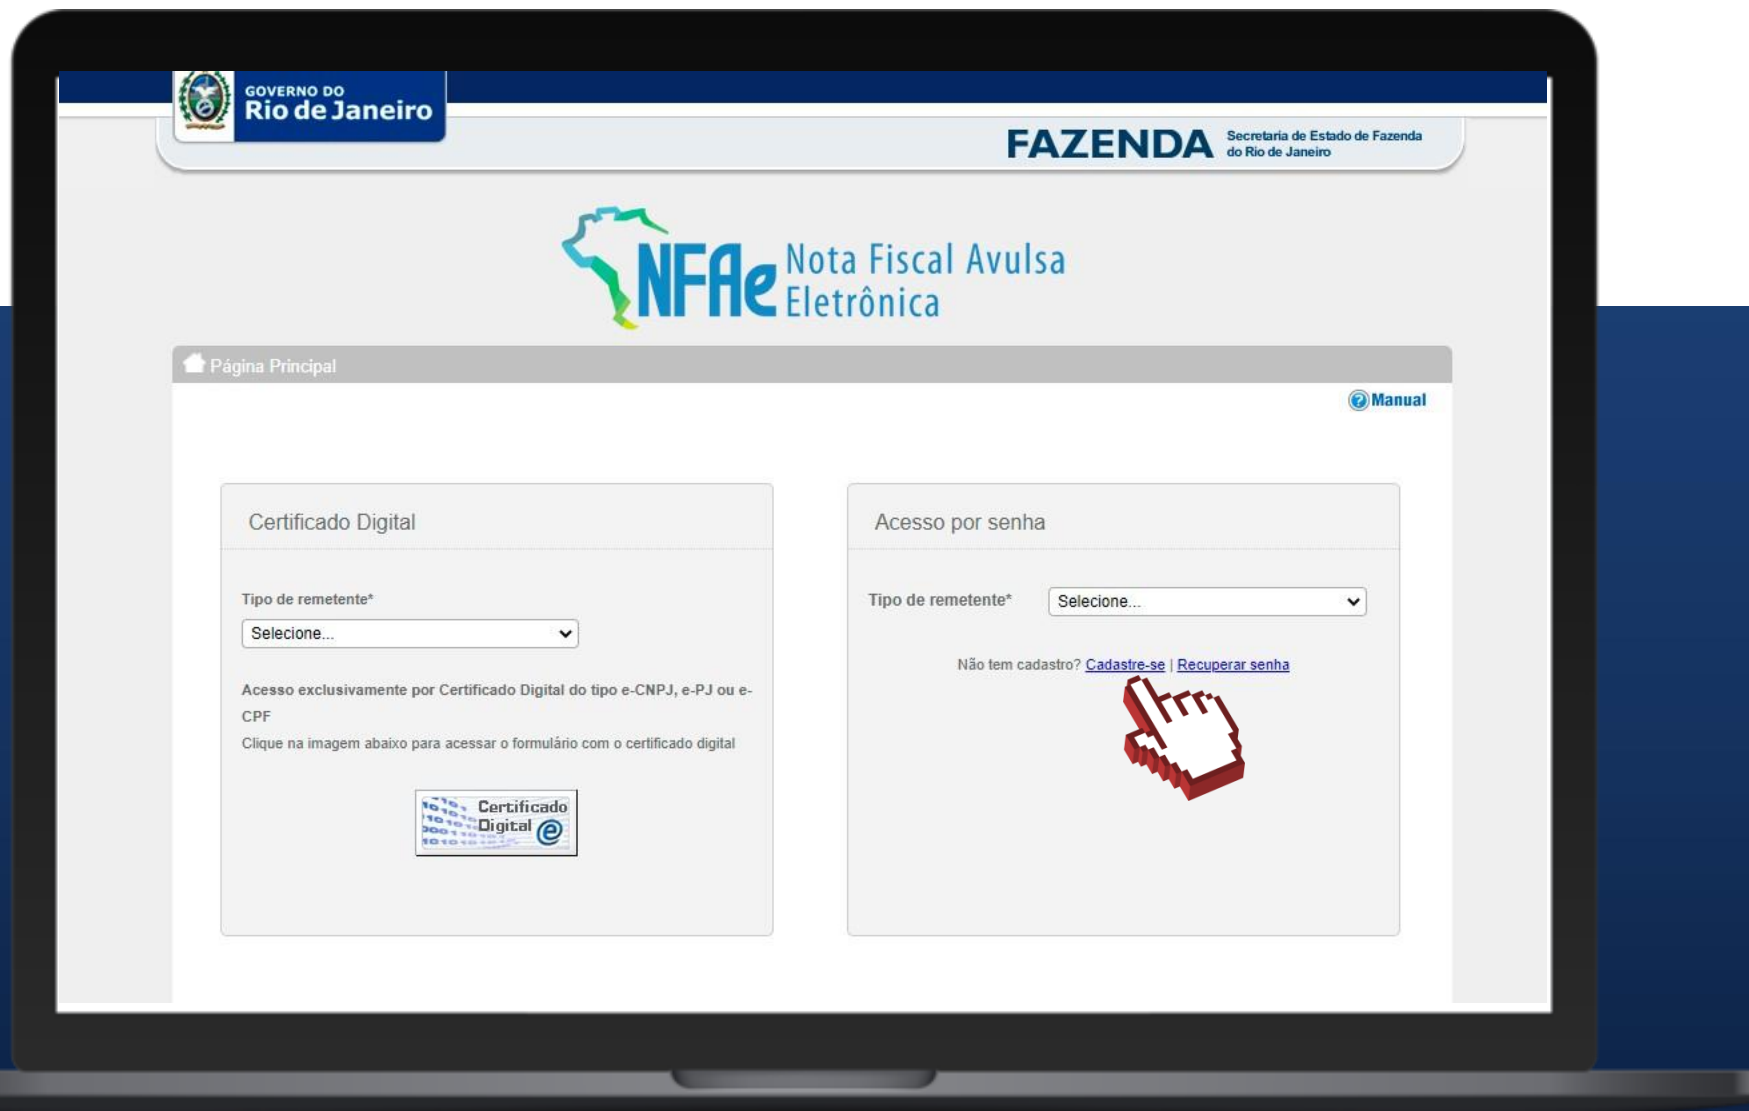 GOVERNO DO
Rio de Janeiro
FAZENDA
Secretaria de Estado de Fazenda
do Rio de Janeiro
NFAe
Nota Fiscal Avulsa
Eletrônica
Página Principal
Manual
Certificado Digital
Tipo de remetente*
Selecione...
Acesso exclusivamente por Certificado Digital do tipo e-CNPJ, e-PJ ou e-
CPF
Clique na imagem abaixo para acessar o formulário com o certificado digital
Certificado
Digital e
Acesso por senha
Tipo de remetente*
Selecione...
Não tem cadastro? Cadastre-se | Recuperar senha